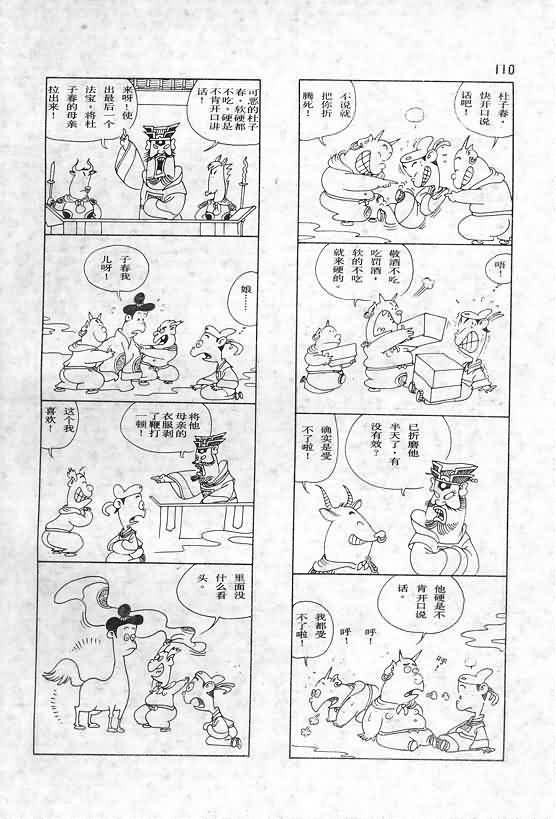 110
杜子春，
快开口说
话吧！
不说就
把你折
腾死！
唔！
敬酒不吃
吃罚酒，
软的不吃
就来硬的
已折磨他
半天了，有
没有效？
确实是受
不了啦！
他硬是不
肯开口说
话。
呼！
呼！
呼！
我都受
不了啦！
可恶的杜子
春，软硬都
不吃，硬是
不肯开口讲
话！
来呀！使
出最后一个
法宝，将杜
子春的母亲
拉出来！
子春我
儿呀！
娘……
将他
母亲的
衣服剥
了鞭打
一顿！
这个我
喜欢！
里面没
什么看
头。